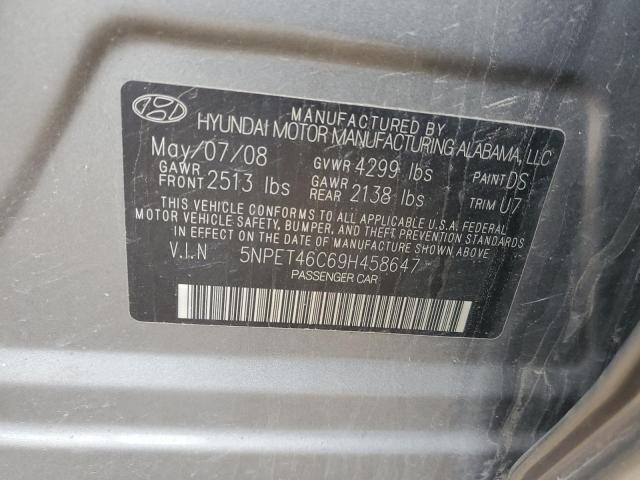 MANUFACTURED BY
HYUNDAI MOTOR MANUFACTURING ALABAMA, LLC
May/07/08 GVWR 4299 lbs PAINT DS
GAWR FRONT 2513 lbs GAWR REAR 2138 lbs TRIM U7
THIS VEHICLE CONFORMS TO ALL APPLICABLE U.S.A. FEDERAL
MOTOR VEHICLE SAFETY, BUMPER, AND THEFT PREVENTION STANDARDS
IN EFFECT ON THE DATE OF MANUFACTURE SHOWN ABOVE
V.I.N 5NPET46C69H458647
PASSENGER CAR